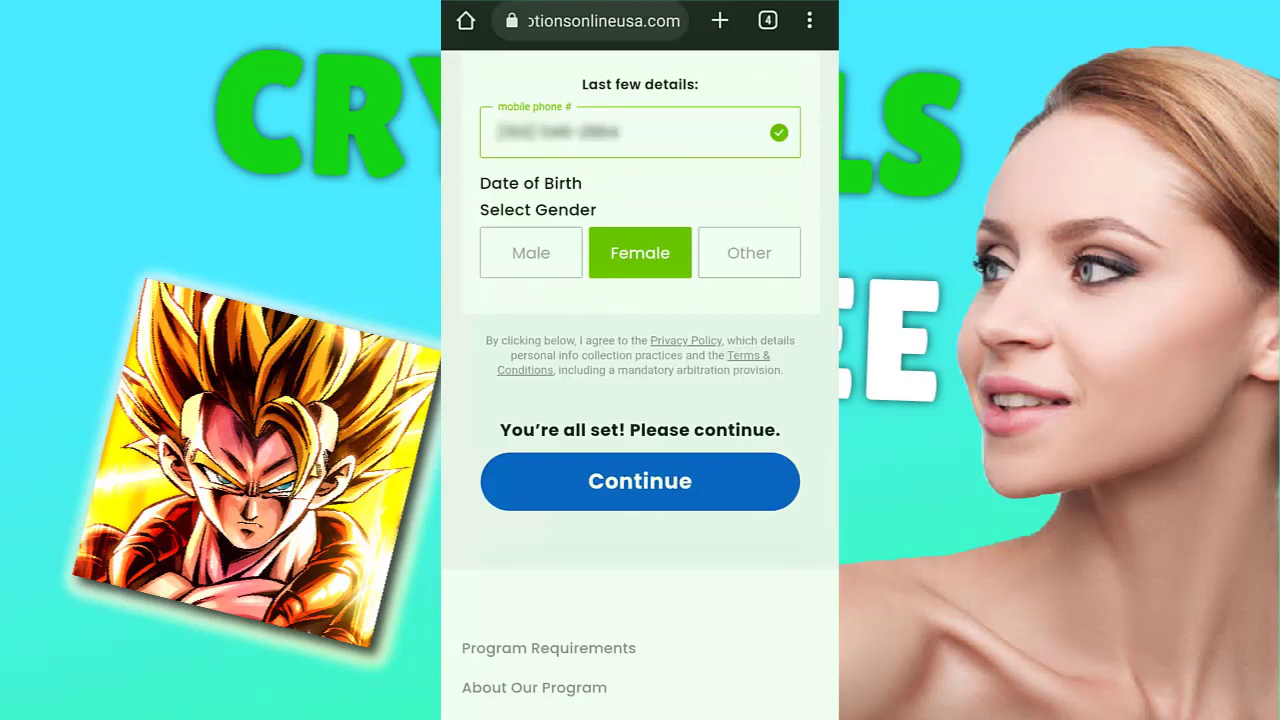 otionsonlineusa.com
4
CR
LS
EE
Last few details:
mobile phone #
Date of Birth
Select Gender
Male
Female
Other
By clicking below, I agree to the Privacy Policy, which details
personal info collection practices and the Terms &
Conditions, including a mandatory arbitration provision.
You’re all set! Please continue.
Continue
Program Requirements
About Our Program